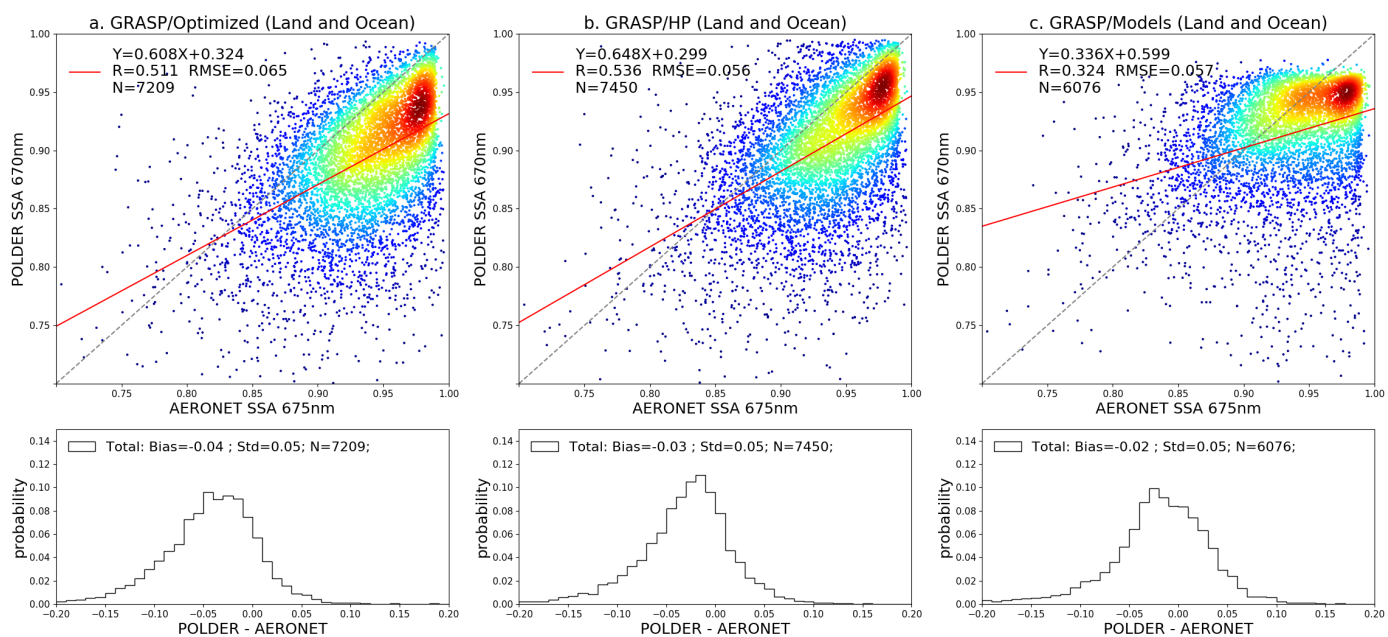 a. GRASP/Optimized (Land and Ocean)
Y=0.608X+0.324
R=0.511 RMSE=0.065
N=7209
1.00
0.95
0.90
0.85
0.80
0.75
POLDER SSA 670nm
0.75 0.80 0.85 0.90 0.95 1.00
AERONET SSA 675nm
b. GRASP/HP (Land and Ocean)
Y=0.648X+0.299
R=0.536 RMSE=0.056
N=7450
1.00
0.95
0.90
0.85
0.80
0.75
POLDER SSA 670nm
0.75 0.80 0.85 0.90 0.95 1.00
AERONET SSA 675nm
c. GRASP/Models (Land and Ocean)
Y=0.336X+0.599
R=0.324 RMSE=0.057
N=6076
1.00
0.95
0.90
0.85
0.80
0.75
POLDER SSA 670nm
0.75 0.80 0.85 0.90 0.95 1.00
AERONET SSA 675nm
Total: Bias=-0.04 ; Std=0.05; N=7209;
0.14
0.12
0.10
0.08
0.06
0.04
0.02
0.00
probability
−0.20 −0.15 −0.10 −0.05 0.00 0.05 0.10 0.15 0.20
POLDER - AERONET
Total: Bias=-0.03 ; Std=0.05; N=7450;
0.14
0.12
0.10
0.08
0.06
0.04
0.02
0.00
probability
−0.20 −0.15 −0.10 −0.05 0.00 0.05 0.10 0.15 0.20
POLDER - AERONET
Total: Bias=-0.02 ; Std=0.05; N=6076;
0.14
0.12
0.10
0.08
0.06
0.04
0.02
0.00
probability
−0.20 −0.15 −0.10 −0.05 0.00 0.05 0.10 0.15 0.20
POLDER - AERONET